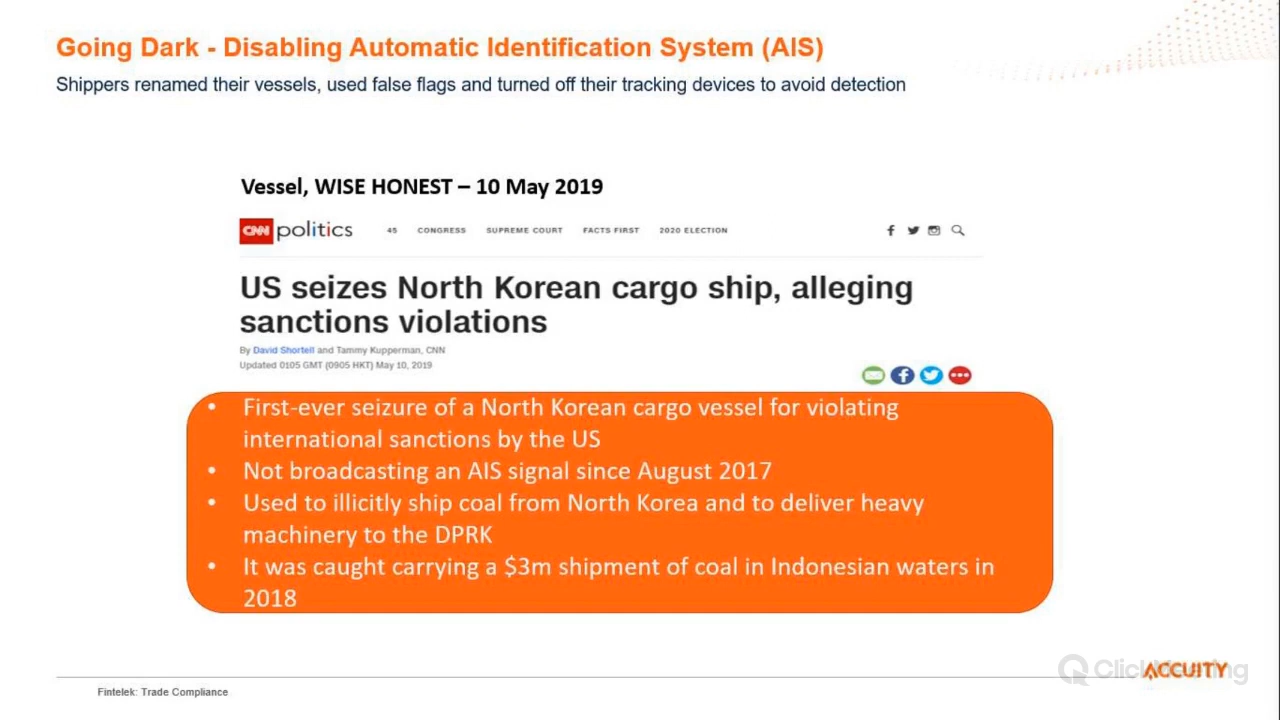 Going Dark - Disabling Automatic Identification System (AIS)
Shippers renamed their vessels, used false flags and turned off their tracking devices to avoid detection
Vessel, WISE HONEST – 10 May 2019
CNN politics 45 CONGRESS SUPREME COURT FACTS FIRST 2020 ELECTION
US seizes North Korean cargo ship, alleging
sanctions violations
By David Shortell and Tammy Kupperman, CNN
Updated 0105 GMT (0905 HKT) May 10, 2019
• First-ever seizure of a North Korean cargo vessel for violating
international sanctions by the US
• Not broadcasting an AIS signal since August 2017
• Used to illicitly ship coal from North Korea and to deliver heavy
machinery to the DPRK
• It was caught carrying a $3m shipment of coal in Indonesian waters in
2018
ACCUITY
Fintelek: Trade Compliance